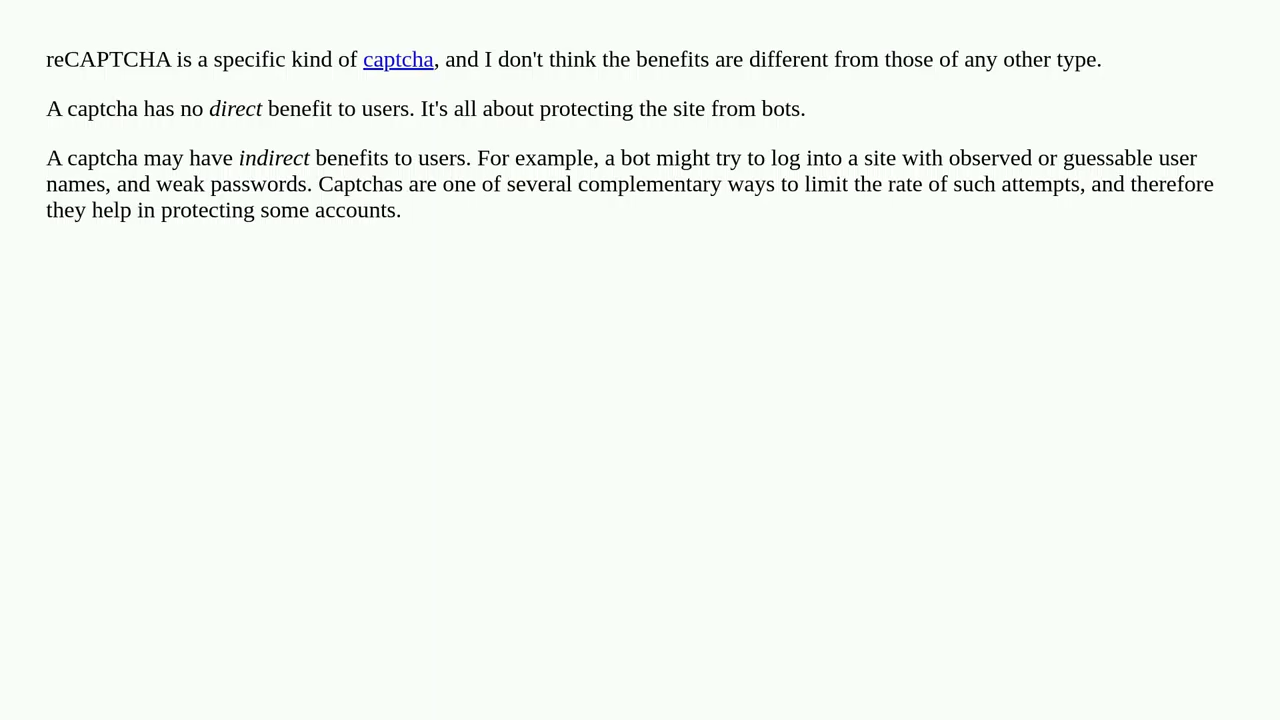 reCAPTCHA is a specific kind of captcha, and I don't think the benefits are different from those of any other type.
A captcha has no direct benefit to users. It's all about protecting the site from bots.
A captcha may have indirect benefits to users. For example, a bot might try to log into a site with observed or guessable user
names, and weak passwords. Captchas are one of several complementary ways to limit the rate of such attempts, and therefore
they help in protecting some accounts.